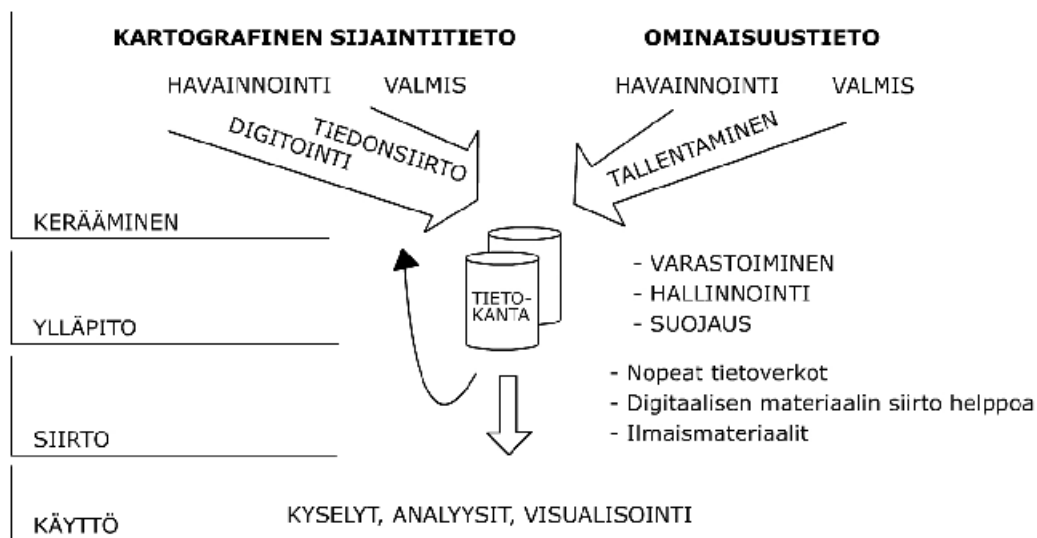 KARTOGRAFINEN SIJAINTITIETO
OMINAISUUSTIETO
HAVAINNOINTI
VALMIS
HAVAINNOINTI
VALMIS
DIGITOINTI
TIEDONSIIRTO
TALLENTAMINEN
KERÄÄMINEN
TIETO-
KANTA
- VARASTOIMINEN
- HALLINNOINTI
- SUOJAUS
YLLÄPITO
- Nopeat tietoverkot
- Digitaalisen materiaalin siirto helppoa
- Ilmaismateriaalit
SIIRTO
KÄYTTÖ
KYSELYT, ANALYYSIT, VISUALISOINTI